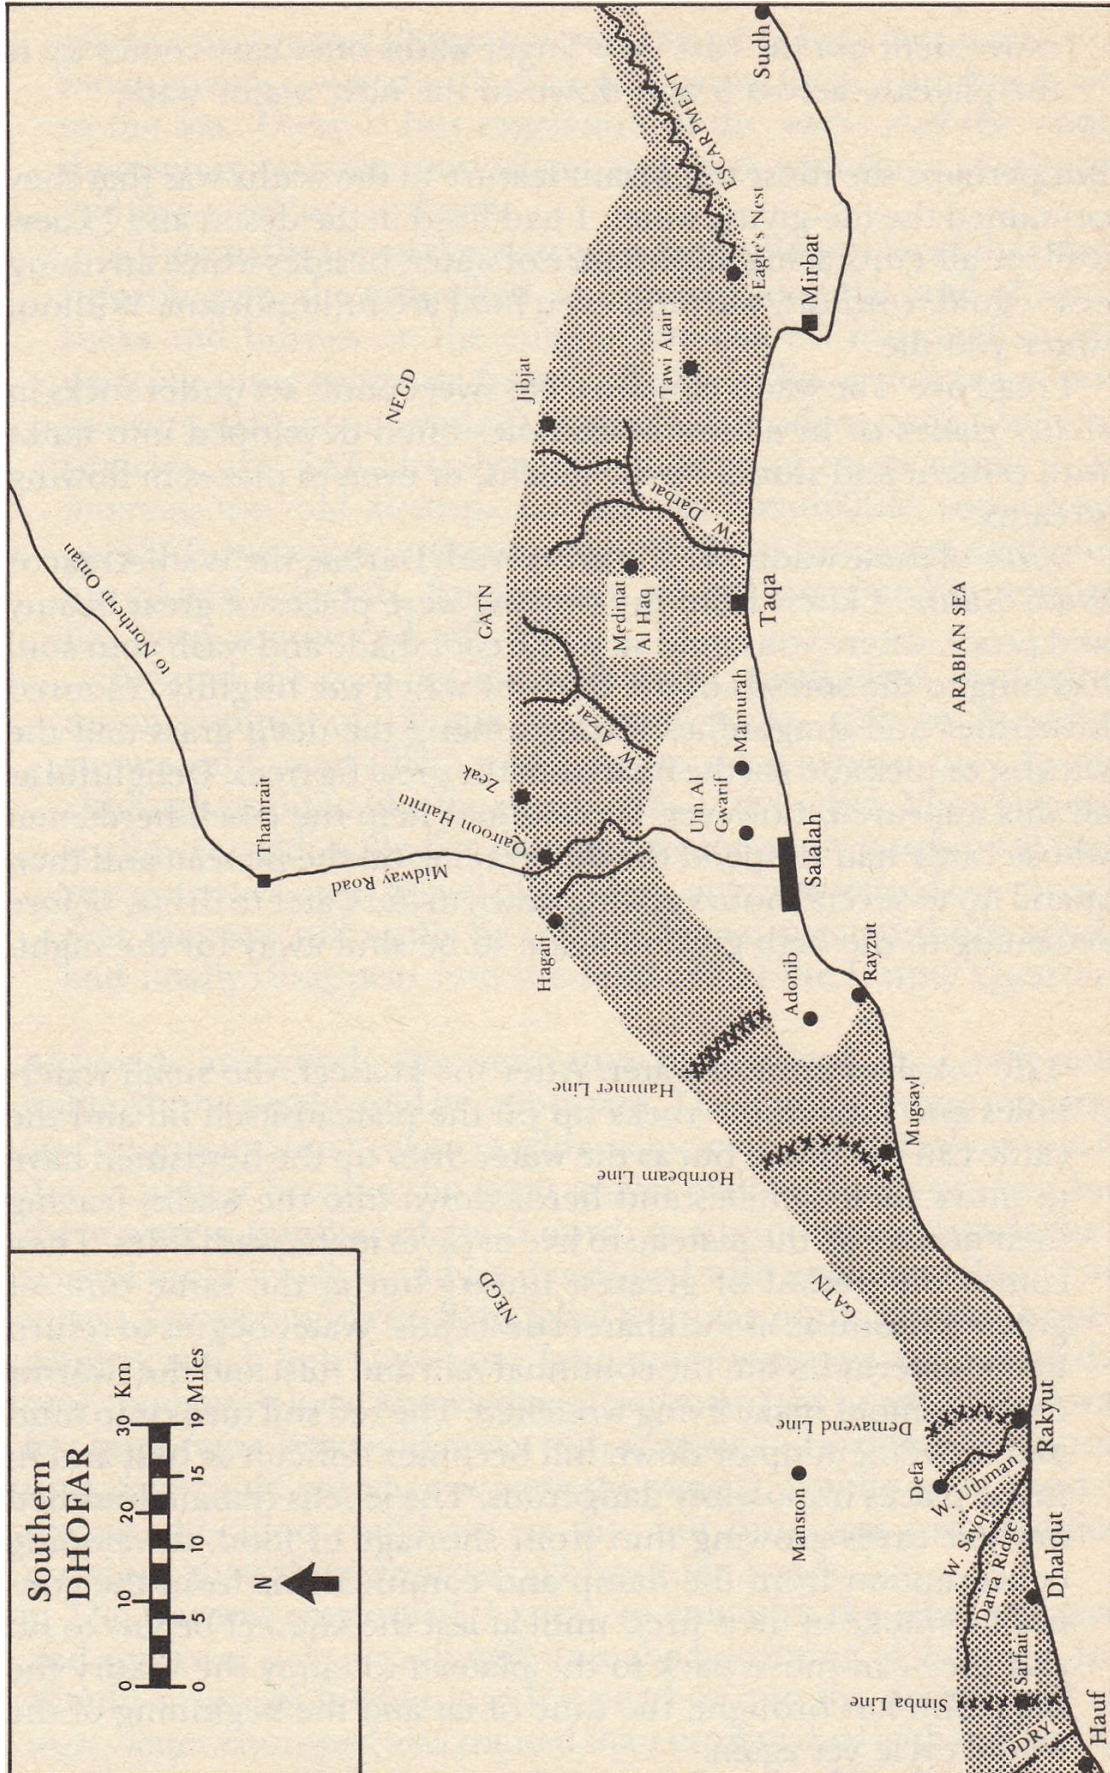 Southern
DHOFAR
0 10 20 30 Km
0 5 10 15 19 Miles
N
to Northern Oman
Thamrait
Midway Road
NEGD
NEGD
GATN
GATN
Jibjat
Zeak
Qairoon Hairitti
Hagaif
Tawi Atair
ESCARPMENT
Eagle's Nest
Sudh
Mirbat
W. Darbat
Medinat
Al Haq
Taqa
W. Arzat
Mamurah
Um Al
Gwarif
Salalah
ARABIAN SEA
Adonib
Rayzut
Hammer Line
Hornbeam Line
Mugsayl
Demavend Line
Manston
Defa
W. Uthman
Rakyut
W. Sayq
Darra Ridge
Dhalqut
Sarfait
Simba Line
PDRY
Hauf